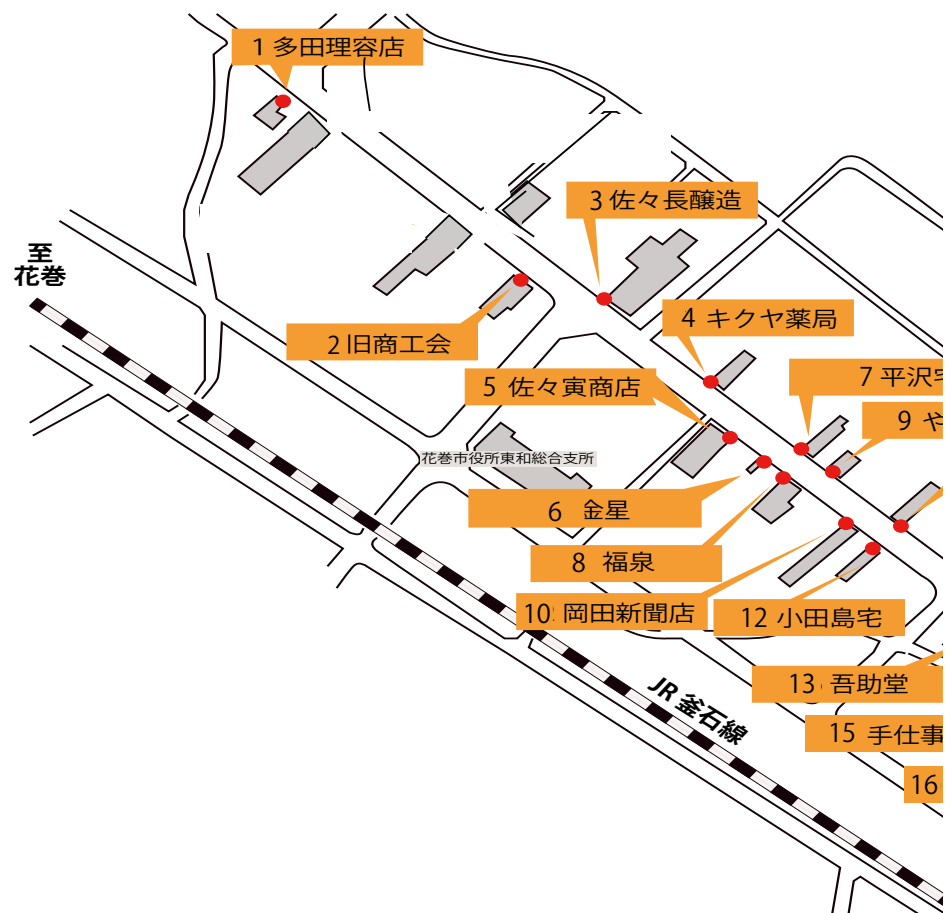 1 多田理容店
3 佐々長醸造
至
花巻
4 キクヤ薬局
2 旧商工会
5 佐々寅商店
7 平沢
9 や
花巻市役所東和総合支所
6 金星
8 福泉
10 岡田新聞店
12 小田島宅
13 吾助堂
JR 釜石線
15 手仕事
16